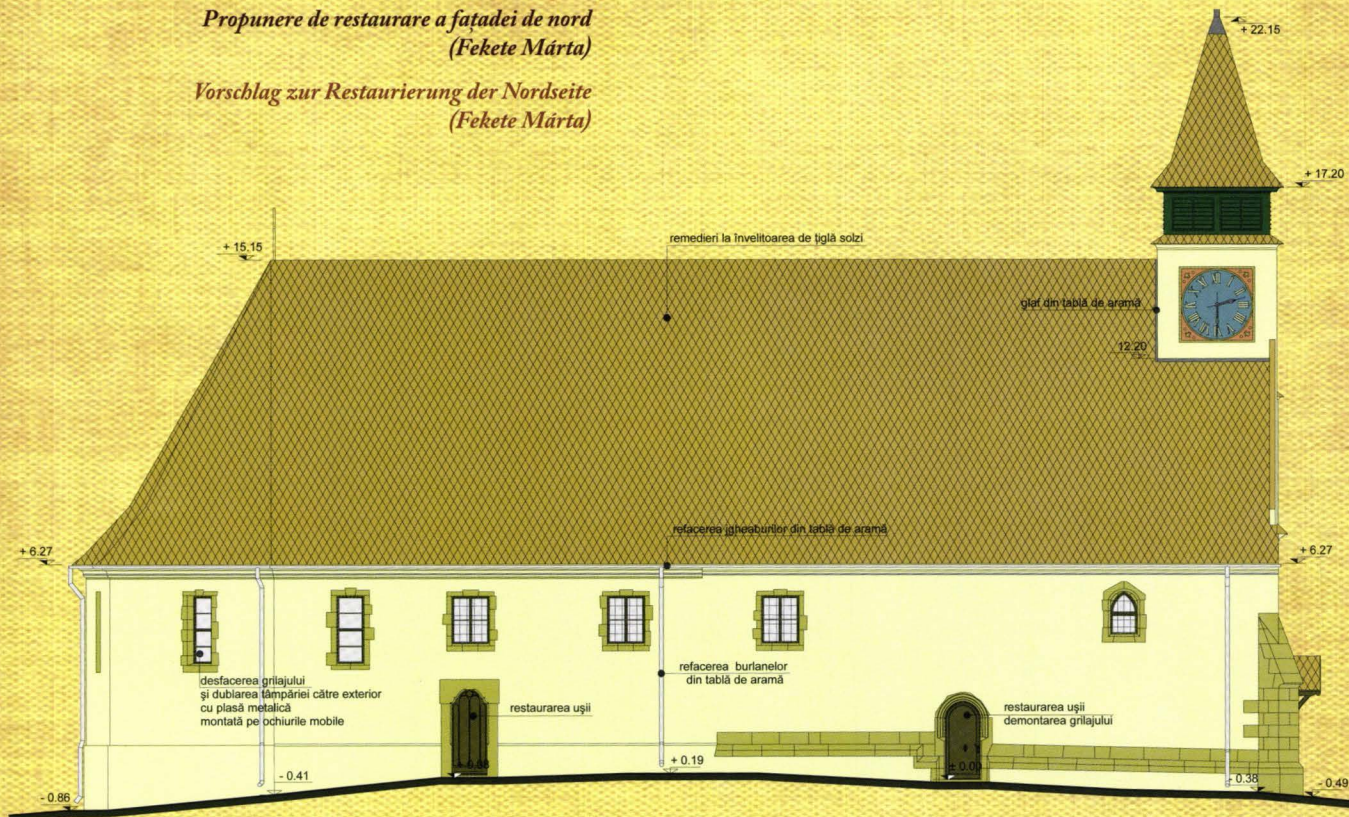 Propunere de restaurare a fațadei de nord
(Fekete Márta)
Vorschlag zur Restaurierung der Nordseite
(Fekete Márta)
+ 22.15
+ 17.20
+ 15.15
remedieri la învelitoarea de țiglă solzi
glaf din tablă de aramă
12.20
refacerea jgheaburilor din tablă de aramă
+ 6.27
+ 6.27
desfacerea grilajului
și dublarea tâmpăriei către exterior
cu plasă metalică
montată pe ochiurile mobile
restaurarea ușii
refacerea burlanelor
din tablă de aramă
restaurarea ușii
demontarea grilajului
+ 0.19
± 0.00
- 0.38
- 0.41
- 0.49
- 0.86